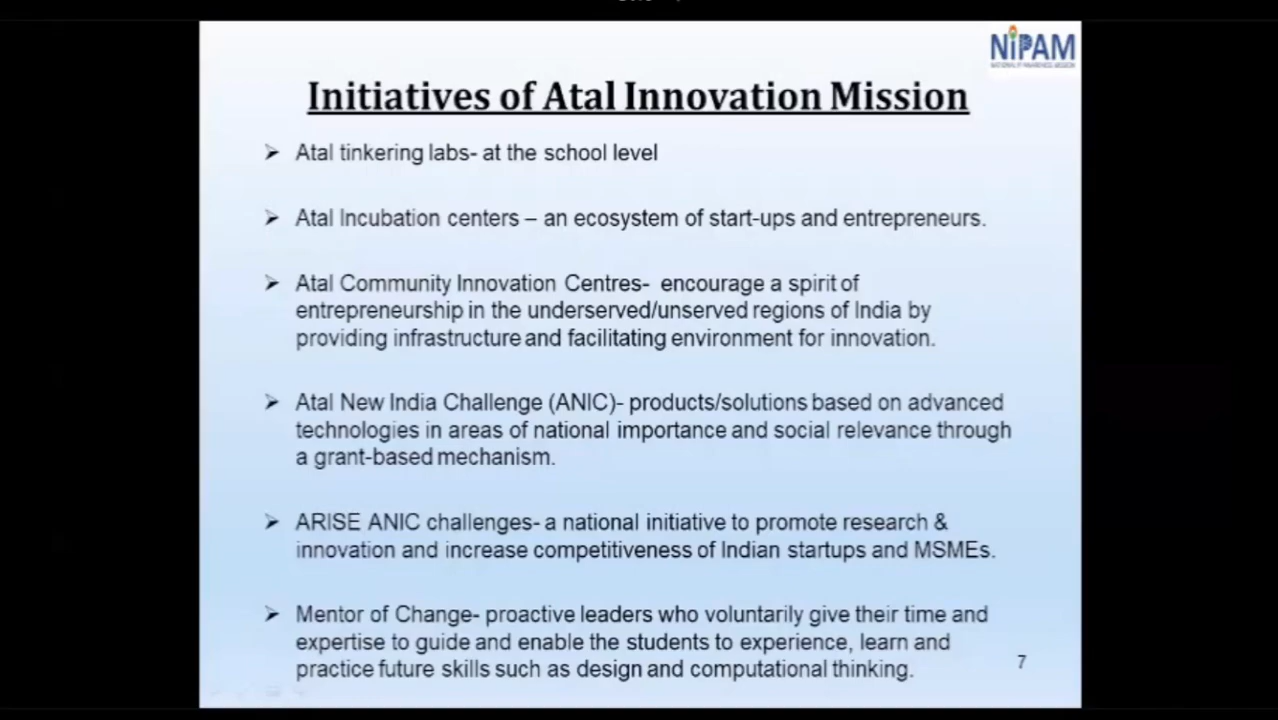 NiPAM
Initiatives of Atal Innovation Mission
➢ Atal tinkering labs- at the school level
➢ Atal Incubation centers – an ecosystem of start-ups and entrepreneurs.
➢ Atal Community Innovation Centres- encourage a spirit of
entrepreneurship in the underserved/unserved regions of India by
providing infrastructure and facilitating environment for innovation.
➢ Atal New India Challenge (ANIC)- products/solutions based on advanced
technologies in areas of national importance and social relevance through
a grant-based mechanism.
➢ ARISE ANIC challenges- a national initiative to promote research &
innovation and increase competitiveness of Indian startups and MSMEs.
➢ Mentor of Change- proactive leaders who voluntarily give their time and
expertise to guide and enable the students to experience, learn and
practice future skills such as design and computational thinking.
7